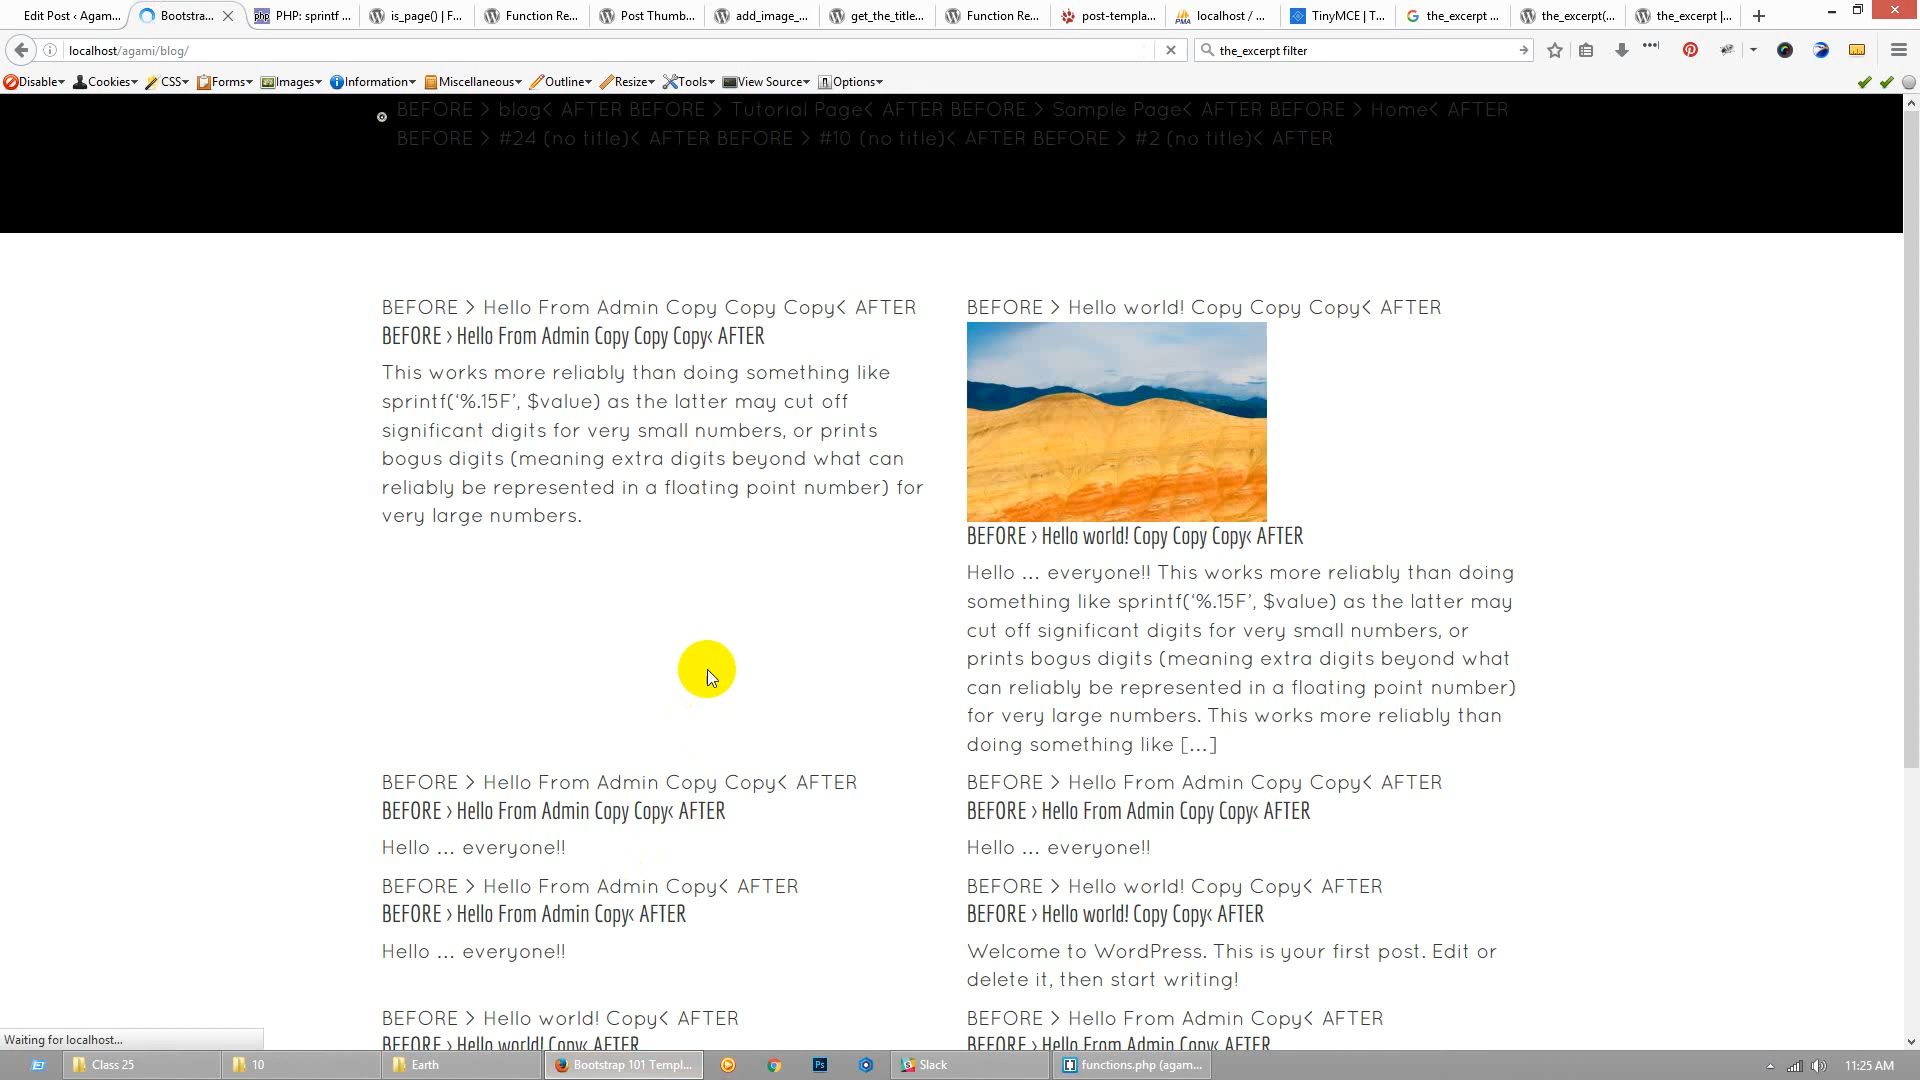 Edit Post ‹ Agam...
Bootstra...
PHP: sprintf ...
is_page() | F...
Function Re...
Post Thumb...
add_image_...
get_the_title...
Function Re...
post-templa...
localhost / ...
TinyMCE | T...
the_excerpt ...
the_excerpt(...
the_excerpt |...
localhost/agami/blog/
the_excerpt filter
Disable Cookies CSS Forms Images Information Miscellaneous Outline Resize Tools View Source Options
BEFORE > blog< AFTER BEFORE > Tutorial Page< AFTER BEFORE > Sample Page< AFTER BEFORE > Home< AFTER
BEFORE > #24 (no title)< AFTER BEFORE > #10 (no title)< AFTER BEFORE > #2 (no title)< AFTER
BEFORE > Hello From Admin Copy Copy Copy< AFTER
BEFORE > Hello From Admin Copy Copy Copy< AFTER
This works more reliably than doing something like
sprintf(‘%.15F’, $value) as the latter may cut off
significant digits for very small numbers, or prints
bogus digits (meaning extra digits beyond what can
reliably be represented in a floating point number) for
very large numbers.
BEFORE > Hello world! Copy Copy Copy< AFTER
BEFORE > Hello world! Copy Copy Copy< AFTER
Hello ... everyone!! This works more reliably than doing
something like sprintf(‘%.15F’, $value) as the latter may
cut off significant digits for very small numbers, or
prints bogus digits (meaning extra digits beyond what
can reliably be represented in a floating point number)
for very large numbers. This works more reliably than
doing something like [...]
BEFORE > Hello From Admin Copy Copy< AFTER
BEFORE > Hello From Admin Copy Copy< AFTER
Hello ... everyone!!
BEFORE > Hello From Admin Copy Copy< AFTER
BEFORE > Hello From Admin Copy Copy< AFTER
Hello ... everyone!!
BEFORE > Hello From Admin Copy< AFTER
BEFORE > Hello From Admin Copy< AFTER
Hello ... everyone!!
BEFORE > Hello world! Copy Copy< AFTER
BEFORE > Hello world! Copy Copy< AFTER
Welcome to WordPress. This is your first post. Edit or
delete it, then start writing!
BEFORE > Hello world! Copy< AFTER
BEFORE > Hello world! Copy< AFTER
BEFORE > Hello From Admin Copy< AFTER
BEFORE > Hello From Admin Copy< AFTER
Waiting for localhost...
Class 25
10
Earth
Bootstrap 101 Templ...
Ps
Slack
functions.php (agam...
11:25 AM